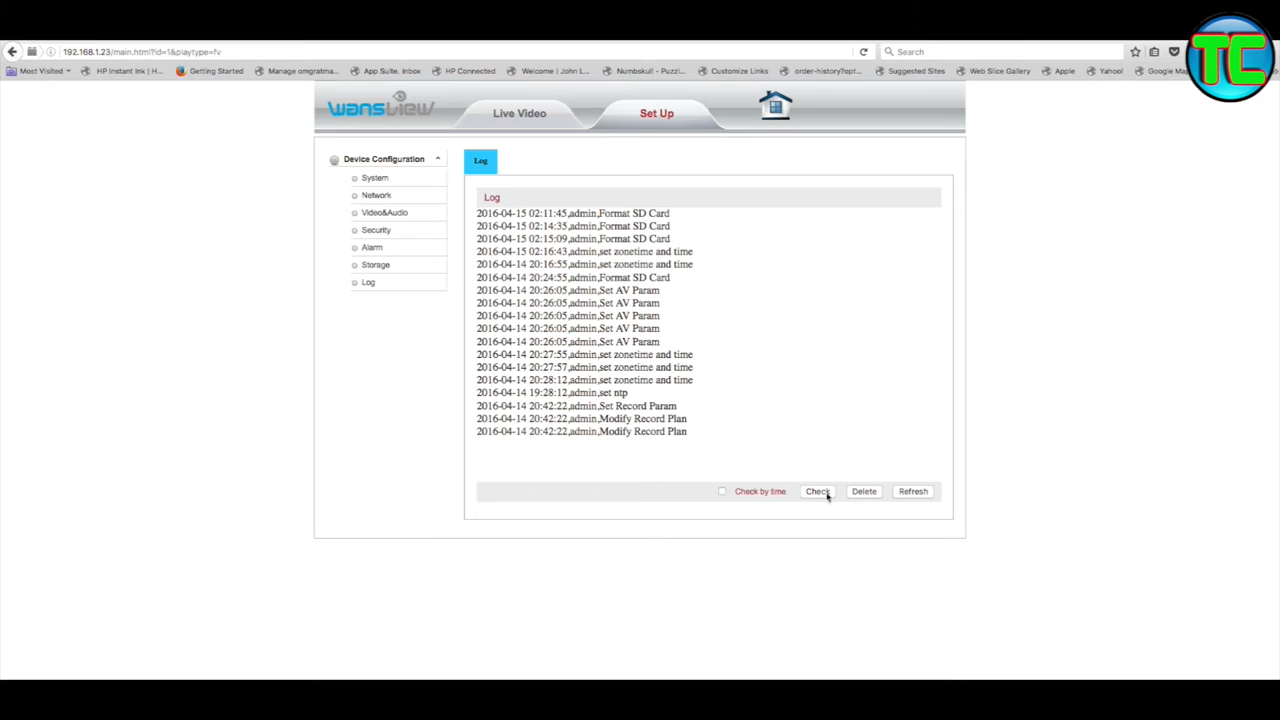 TC
192.168.1.23/main.html?id=1&playtype=fv
Search
Most Visited
HP Instant Ink | H...
Getting Started
Manage omgratma...
App Suite. Inbox
HP Connected
Welcome | John L...
Numbskull - Puzzl...
Customize Links
order-history?opt...
Suggested Sites
Web Slice Gallery
Apple
Yahoo!
Google Ma
wansview
Live Video
Set Up
Device Configuration
System
Network
Video&Audio
Security
Alarm
Storage
Log
Log
Log
2016-04-15 02:11:45,admin,Format SD Card
2016-04-15 02:14:35,admin,Format SD Card
2016-04-15 02:15:09,admin,Format SD Card
2016-04-15 02:16:43,admin,set zonetime and time
2016-04-14 20:16:55,admin,set zonetime and time
2016-04-14 20:24:55,admin,Format SD Card
2016-04-14 20:26:05,admin,Set AV Param
2016-04-14 20:26:05,admin,Set AV Param
2016-04-14 20:26:05,admin,Set AV Param
2016-04-14 20:26:05,admin,Set AV Param
2016-04-14 20:26:05,admin,Set AV Param
2016-04-14 20:27:55,admin,set zonetime and time
2016-04-14 20:27:57,admin,set zonetime and time
2016-04-14 20:28:12,admin,set zonetime and time
2016-04-14 19:28:12,admin,set ntp
2016-04-14 20:42:22,admin,Set Record Param
2016-04-14 20:42:22,admin,Modify Record Plan
2016-04-14 20:42:22,admin,Modify Record Plan
Check by time
Check
Delete
Refresh